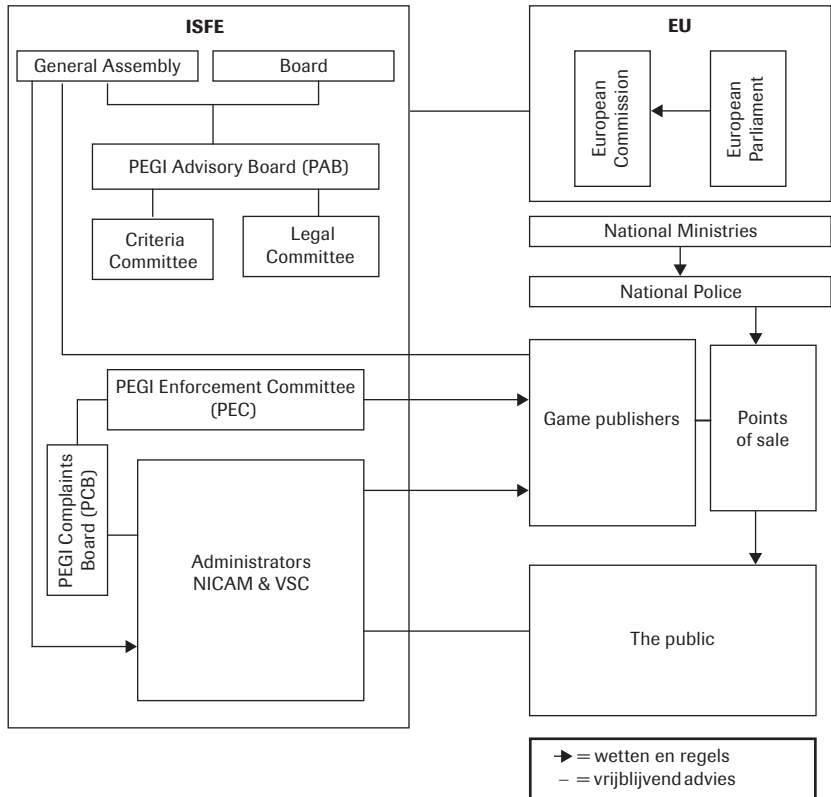 ISFE
General Assembly
Board
PEGI Advisory Board (PAB)
Criteria
Committee
Legal
Committee
PEGI Enforcement Committee
(PEC)
PEGI Complaints
Board (PCB)
Administrators
NICAM & VSC
EU
European
Commission
European
Parliament
National Ministries
National Police
Game publishers
Points
of sale
The public
= wetten en regels
– = vrijblijvend advies